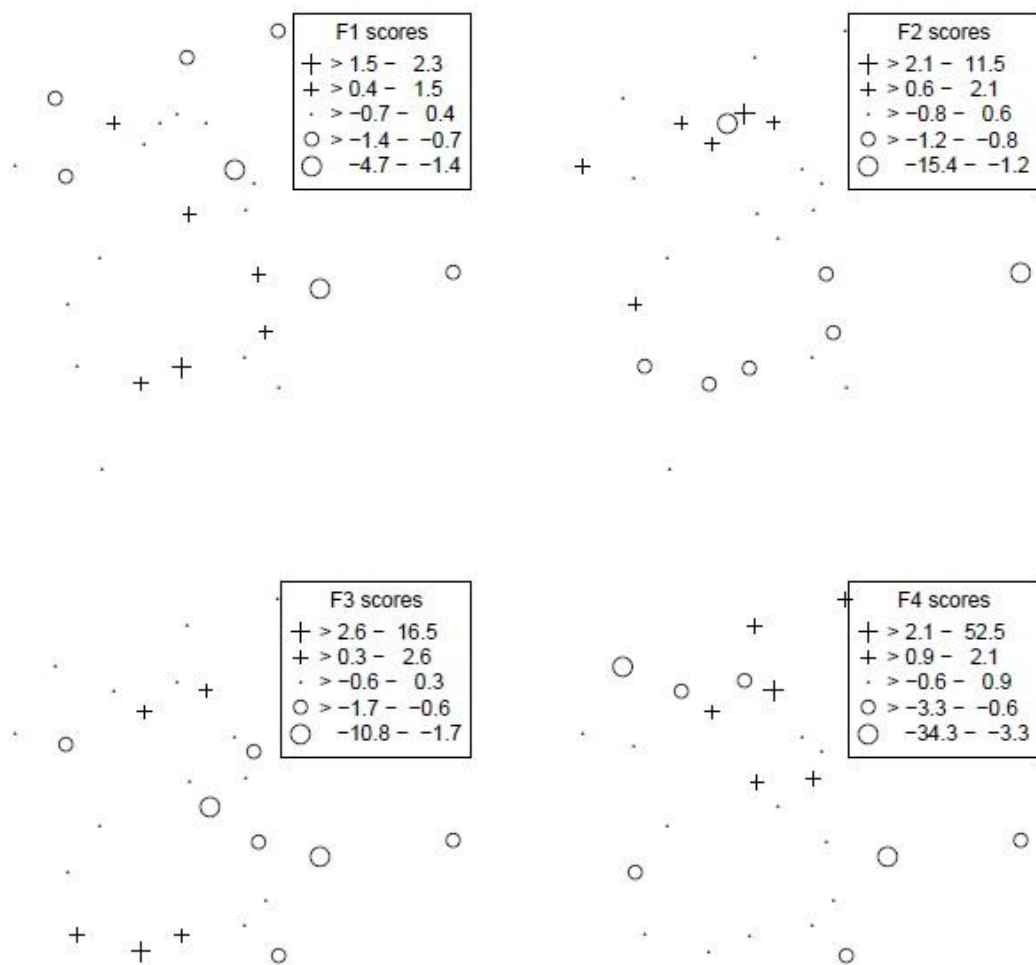 F1 scores
> 1.5 − 2.3
> 0.4 − 1.5
> −0.7 − 0.4
> −1.4 − −0.7
−4.7 − −1.4
F2 scores
> 2.1 − 11.5
> 0.6 − 2.1
> −0.8 − 0.6
> −1.2 − −0.8
−15.4 − −1.2
F3 scores
> 2.6 − 16.5
> 0.3 − 2.6
> −0.6 − 0.3
> −1.7 − −0.6
−10.8 − −1.7
F4 scores
> 2.1 − 52.5
> 0.9 − 2.1
> −0.6 − 0.9
> −3.3 − −0.6
−34.3 − −3.3